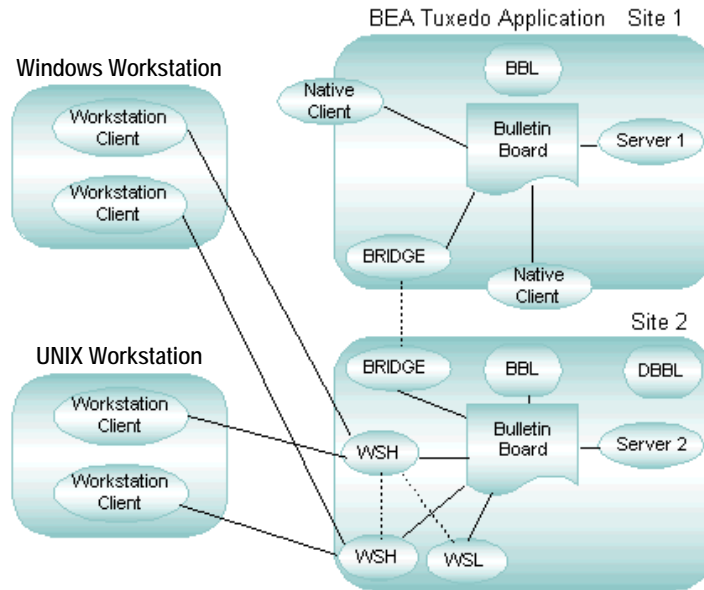 BEA Tuxedo Application Site 1
Windows Workstation
Workstation
Client
Workstation
Client
BBL
Native
Client
Bulletin
Board
Server 1
BRIDGE
Native
Client
Site 2
UNIX Workstation
Workstation
Client
Workstation
Client
BRIDGE
BBL
DBBL
Bulletin
Board
Server 2
WSH
WSH
WSL